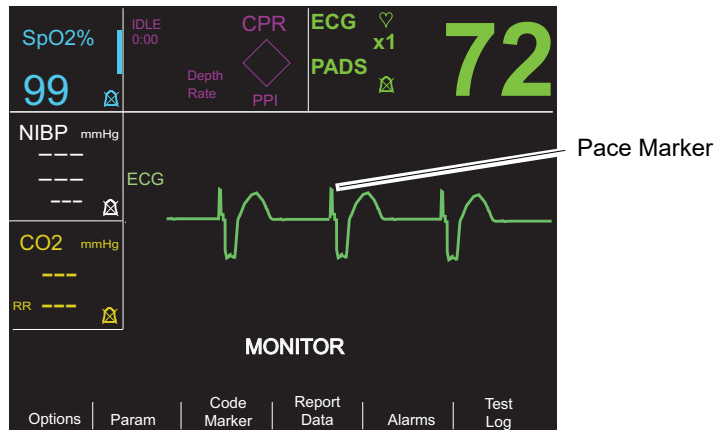 SpO2%
99
IDLE
0:00
CPR
Depth
Rate
PPI
ECG
x1
PADS
72
NIBP mmHg
---
---
---
ECG
Pace Marker
CO2 mmHg
---
RR ---
MONITOR
Options
Param
Code
Marker
Report
Data
Alarms
Test
Log